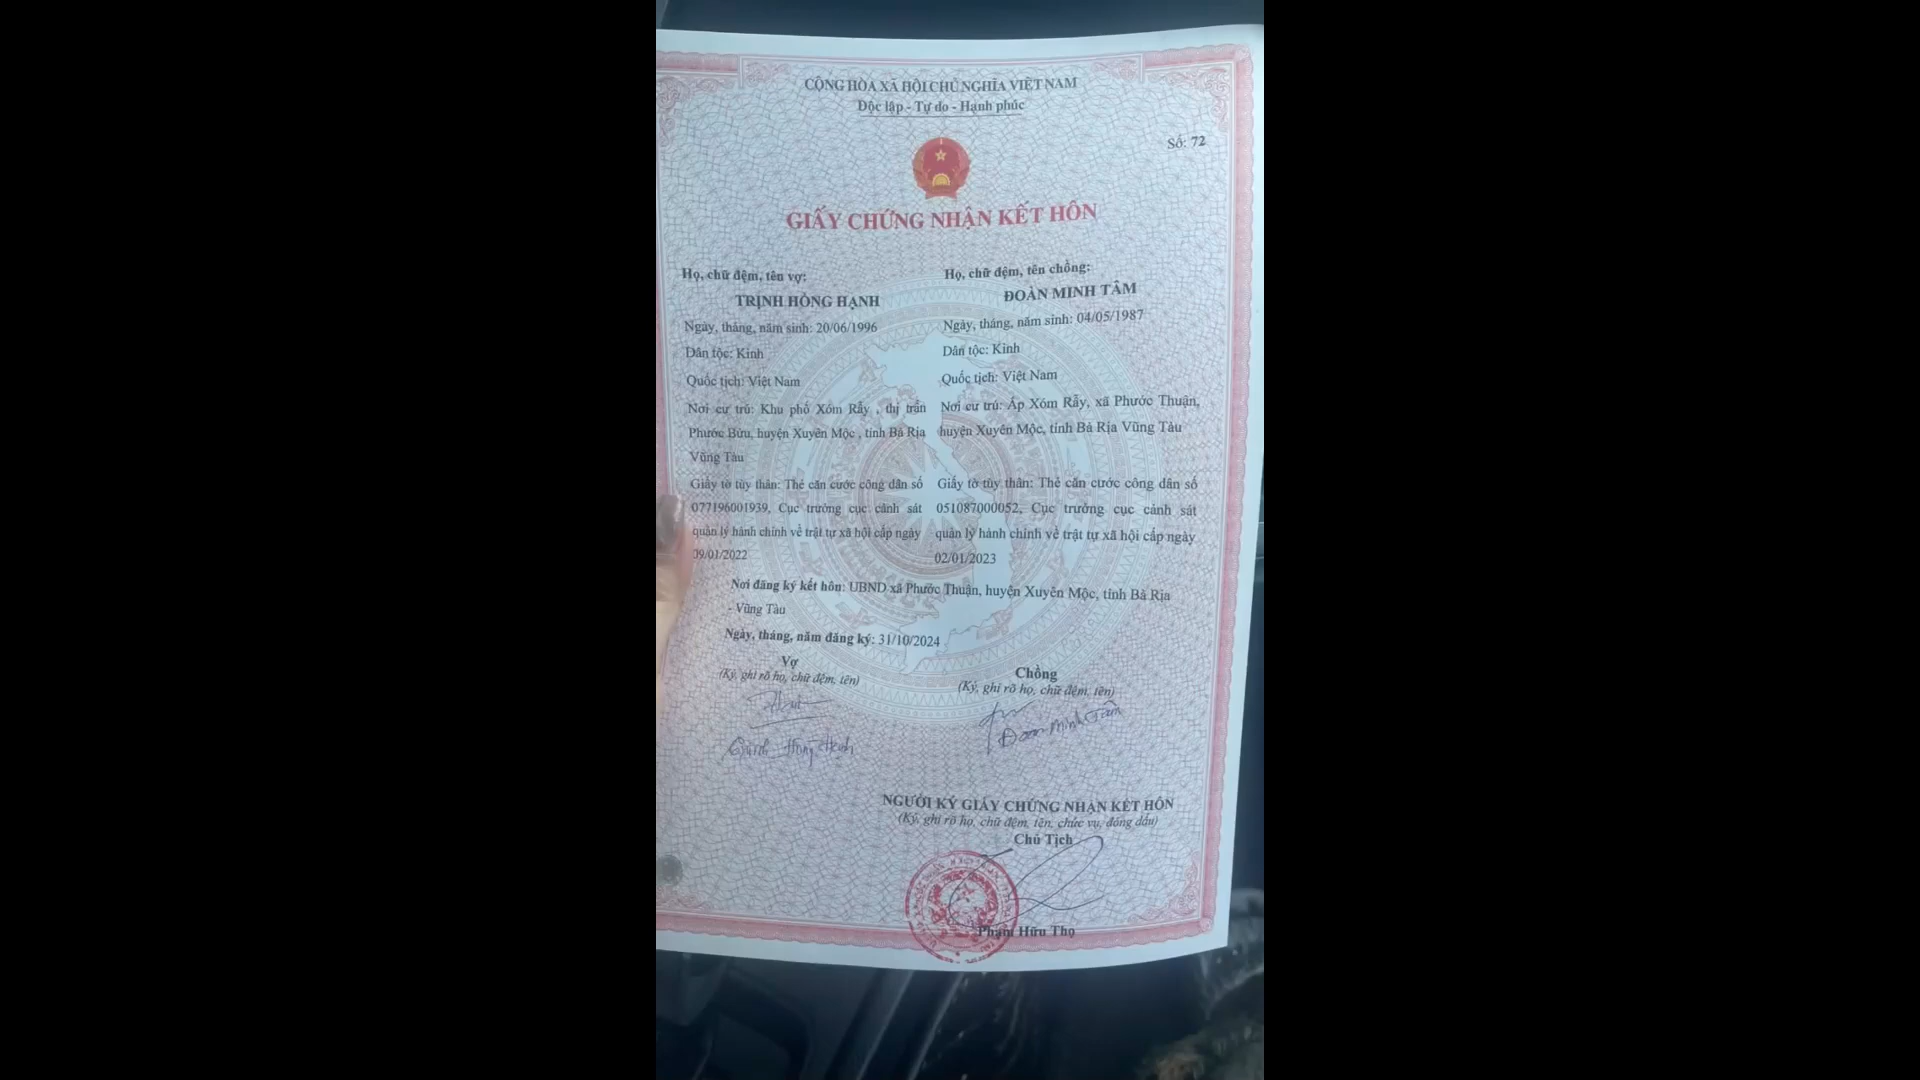 CỘNG HÒA XÃ HỘI CHỦ NGHĨA VIỆT NAM
Độc lập - Tự do - Hạnh phúc
Số: 72
GIẤY CHỨNG NHẬN KẾT HÔN
Họ, chữ đệm, tên vợ:
TRỊNH HỒNG HẠNH
Ngày, tháng, năm sinh: 20/06/1996
Dân tộc: Kinh
Quốc tịch: Việt Nam
Nơi cư trú: Khu phố Xóm Rẫy , thị trấn
Phước Bửu, huyện Xuyên Mộc , tỉnh Bà Rịa
Vũng Tàu
Giấy tờ tùy thân: Thẻ căn cước công dân số
077196001939, Cục trưởng cục cảnh sát
quản lý hành chính về trật tự xã hội cấp ngày
09/01/2022
Họ, chữ đệm, tên chồng:
ĐOÀN MINH TÂM
Ngày, tháng, năm sinh: 04/05/1987
Dân tộc: Kinh
Quốc tịch: Việt Nam
Nơi cư trú: Ấp Xóm Rẫy, xã Phước Thuận,
huyện Xuyên Mộc, tỉnh Bà Rịa Vũng Tàu
Giấy tờ tùy thân: Thẻ căn cước công dân số
051087000052, Cục trưởng cục cảnh sát
quản lý hành chính về trật tự xã hội cấp ngày
02/01/2023
Nơi đăng ký kết hôn: UBND xã Phước Thuận, huyện Xuyên Mộc, tỉnh Bà Rịa
- Vũng Tàu
Ngày, tháng, năm đăng ký: 31/10/2024
Vợ
(Ký, ghi rõ họ, chữ đệm, tên)
Hồng Hạnh
Chồng
(Ký, ghi rõ họ, chữ đệm, tên)
Đoàn Minh Tâm
NGƯỜI KÝ GIẤY CHỨNG NHẬN KẾT HÔN
(Ký, ghi rõ họ, chữ đệm, tên, chức vụ, đóng dấu)
Chủ Tịch
Phạm Hữu Thọ